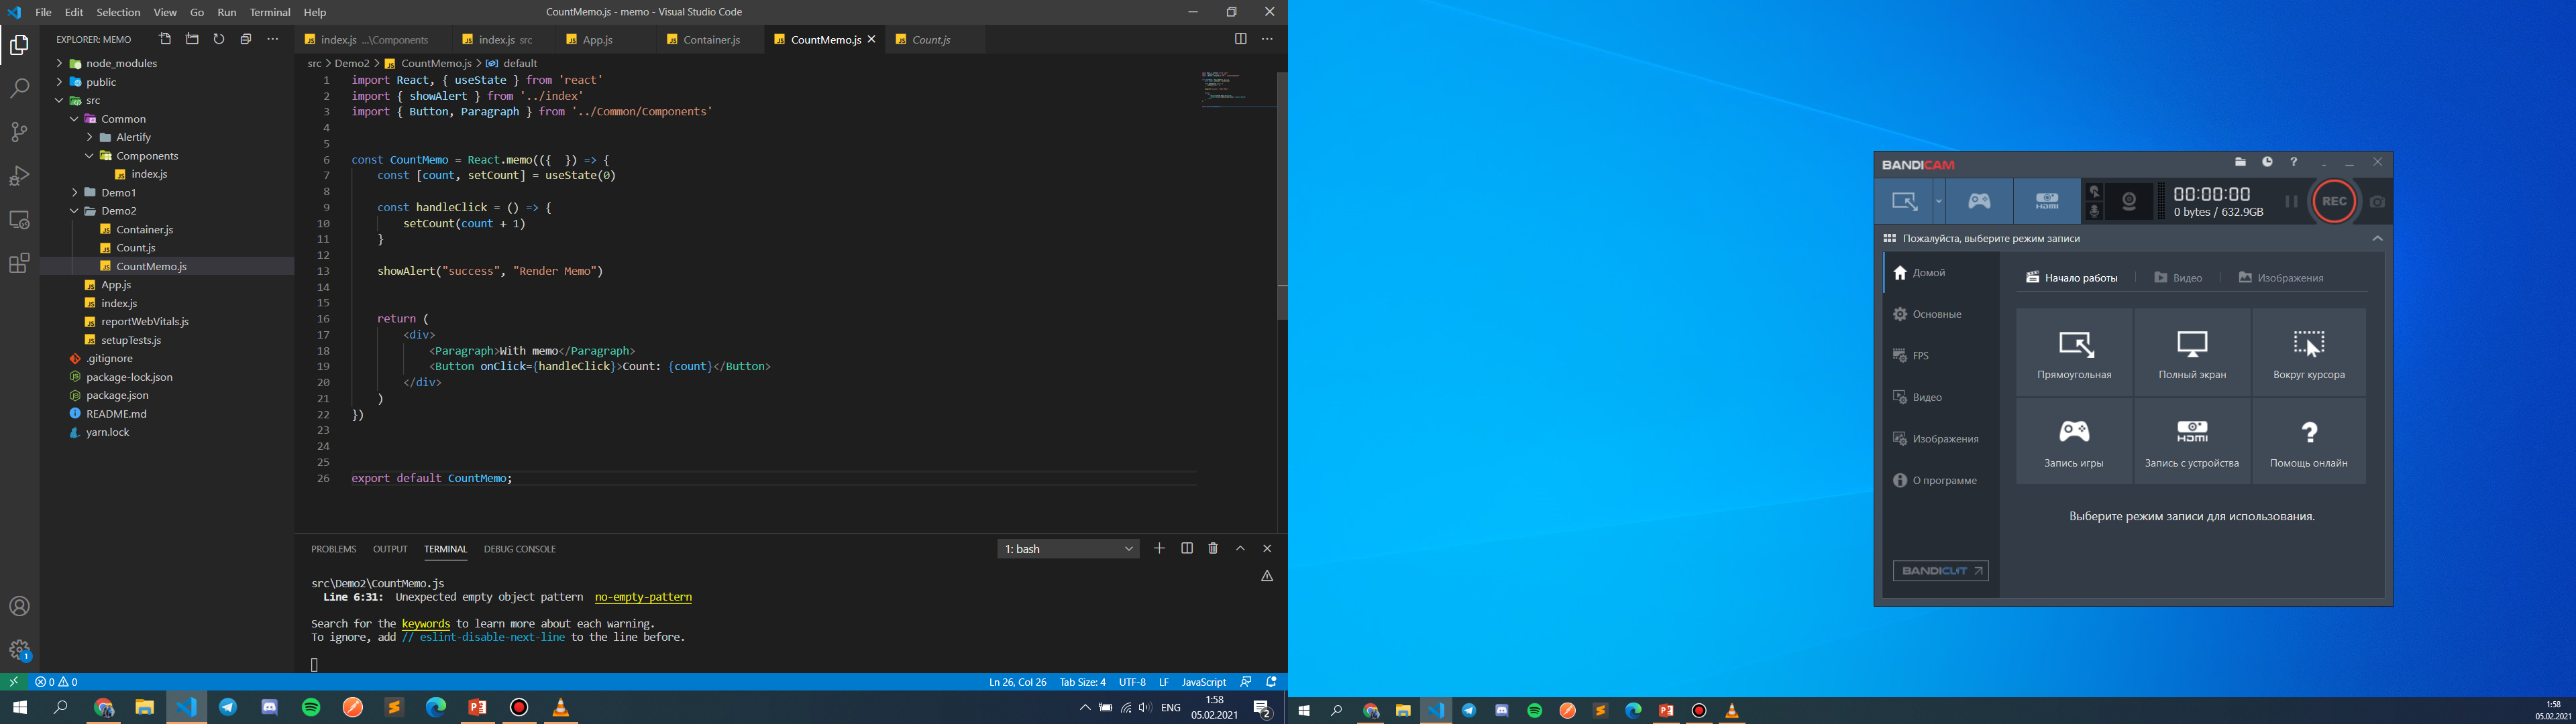 File Edit Selection View Go Run Terminal Help
CountMemo.js - memo - Visual Studio Code
EXPLORER: MEMO
node_modules
public
src
Common
Alertify
Components
index.js
Demo1
Demo2
Container.js
Count.js
CountMemo.js
App.js
index.js
reportWebVitals.js
setupTests.js
.gitignore
package-lock.json
package.json
README.md
yarn.lock
index.js ...\Components index.js src App.js Container.js CountMemo.js Count.js
src > Demo2 > CountMemo.js > default
1 import React, { useState } from 'react'
2 import { showAlert } from '../index'
3 import { Button, Paragraph } from '../Common/Components'
4
5
6 const CountMemo = React.memo(({  }) => {
7 const [count, setCount] = useState(0)
8
9 const handleClick = () => {
10 setCount(count + 1)
11 }
12
13 showAlert("success", "Render Memo")
14
15
16 return (
17 <div>
18 <Paragraph>With memo</Paragraph>
19 <Button onClick={handleClick}>Count: {count}</Button>
20 </div>
21 )
22 })
23
24
25
26 export default CountMemo;
PROBLEMS OUTPUT TERMINAL DEBUG CONSOLE
1: bash
src\Demo2\CountMemo.js
Line 6:31: Unexpected empty object pattern no-empty-pattern
Search for the keywords to learn more about each warning.
To ignore, add // eslint-disable-next-line to the line before.
1
0 0
Ln 26, Col 26 Tab Size: 4 UTF-8 LF JavaScript
ENG
1:58
05.02.2021
2
BANDICAM
HDMI
00:00:00
0 bytes / 632.9GB
REC
Пожалуйста, выберите режим записи
Домой
Основные
FPS
Видео
Изображения
О программе
BANDICUT
Начало работы Видео Изображения
Прямоугольная Полный экран Вокруг курсора
HDMI
Запись игры Запись с устройства Помощь онлайн
Выберите режим записи для использования.
1:58
05.02.2021